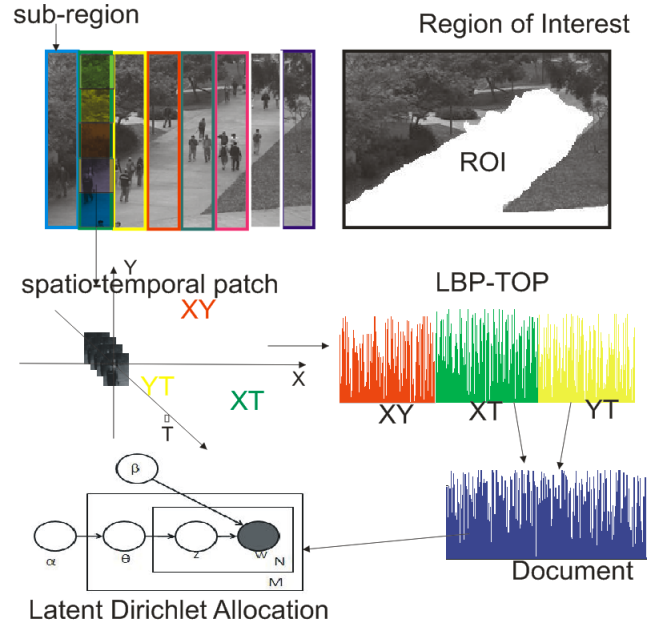 sub-region
Region of Interest
ROI
Y
spatio-temporal patch
XY
LBP-TOP
X
YT
XT
T
XY
XT
YT
β
α
θ
z
w
N
M
Document
Latent Dirichlet Allocation